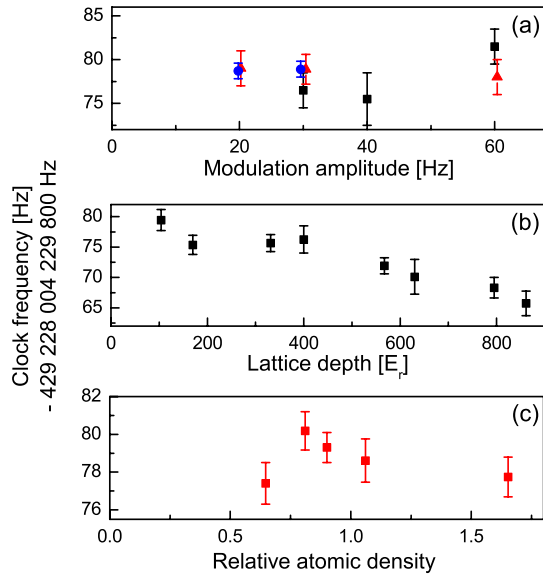 (a)
85
80
75
0 20 40 60
Modulation amplitude [Hz]
Clock frequency [Hz]
- 429 228 004 229 800 Hz
(b)
80
75
70
65
0 200 400 600 800
Lattice depth [Er]
(c)
82
80
78
76
0.0 0.5 1.0 1.5
Relative atomic density